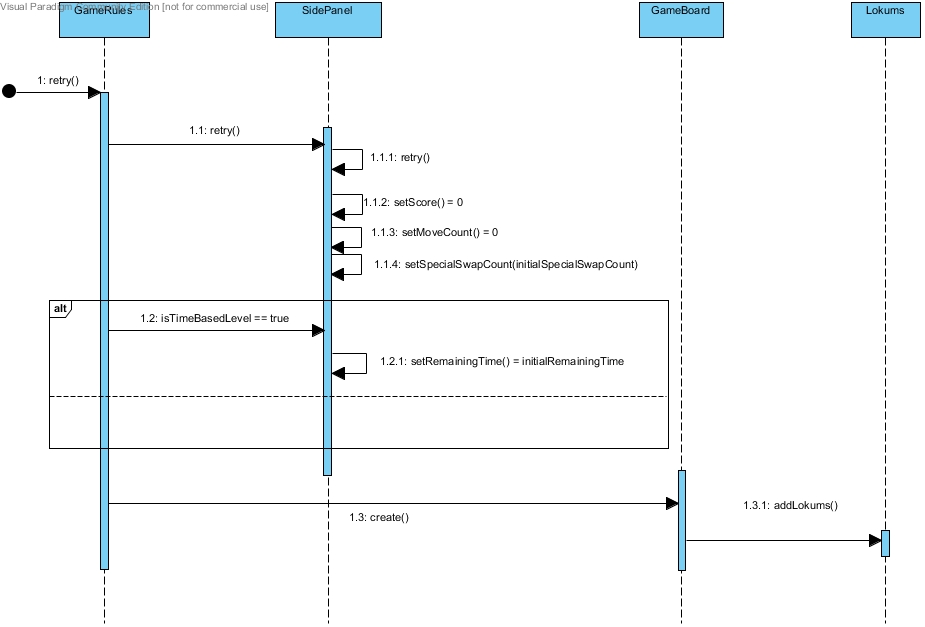 Visual Paradigm Community Edition [not for commercial use]
GameRules
SidePanel
GameBoard
Lokums
1: retry()
1.1: retry()
1.1.1: retry()
1.1.2: setScore() = 0
1.1.3: setMoveCount() = 0
1.1.4: setSpecialSwapCount(initialSpecialSwapCount)
alt
1.2: isTimeBasedLevel == true
1.2.1: setRemainingTime() = initialRemainingTime
1.3.1: addLokums()
1.3: create()